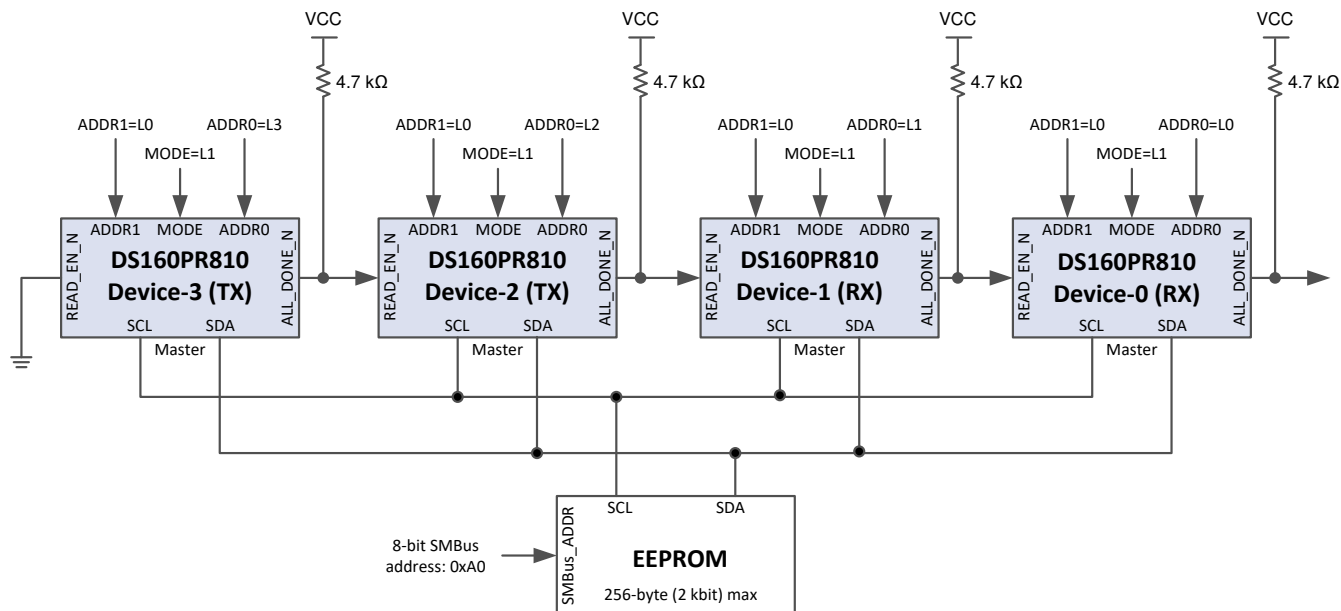 VCC
VCC
VCC
VCC
4.7 kΩ
4.7 kΩ
4.7 kΩ
4.7 kΩ
ADDR1=L0
ADDR0=L3
MODE=L1
ADDR1=L0
ADDR0=L2
MODE=L1
ADDR1=L0
ADDR0=L1
MODE=L1
ADDR1=L0
ADDR0=L0
MODE=L1
READ_EN_N
ADDR1 MODE ADDR0
DS160PR810
Device-3 (TX)
SCL SDA
ALL_DONE_N
Master
READ_EN_N
ADDR1 MODE ADDR0
DS160PR810
Device-2 (TX)
SCL SDA
ALL_DONE_N
Master
READ_EN_N
ADDR1 MODE ADDR0
DS160PR810
Device-1 (RX)
SCL SDA
ALL_DONE_N
Master
READ_EN_N
ADDR1 MODE ADDR0
DS160PR810
Device-0 (RX)
SCL SDA
ALL_DONE_N
Master
8-bit SMBus
address: 0xA0
SMBus_ADDR
SCL SDA
EEPROM
256-byte (2 kbit) max